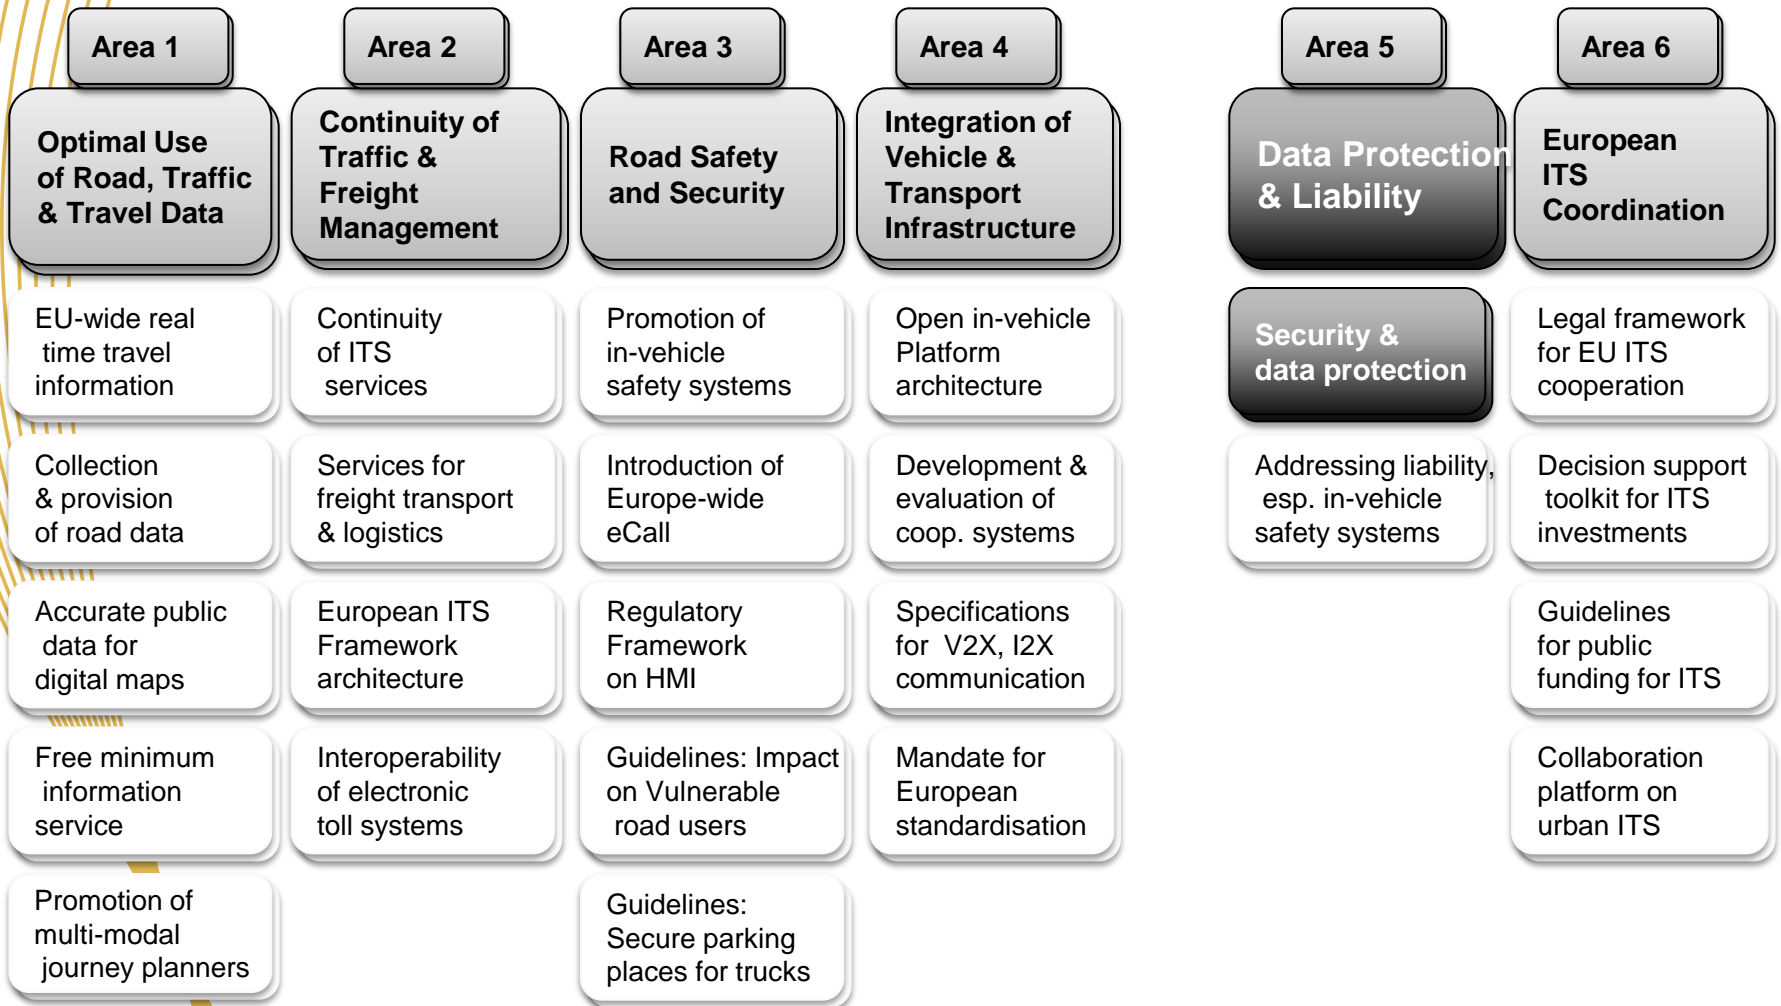 Area 1
Optimal Use
of Road, Traffic
& Travel Data
EU-wide real
time travel
information
Collection
& provision
of road data
Accurate public
data for
digital maps
Free minimum
information
service
Promotion of
multi-modal
journey planners
Area 2
Continuity of
Traffic &
Freight
Management
Continuity
of ITS
services
Services for
freight transport
& logistics
European ITS
Framework
architecture
Interoperability
of electronic
toll systems
Area 3
Road Safety
and Security
Promotion of
in-vehicle
safety systems
Introduction of
Europe-wide
eCall
Regulatory
Framework
on HMI
Guidelines: Impact
on Vulnerable
road users
Guidelines:
Secure parking
places for trucks
Area 4
Integration of
Vehicle &
Transport
Infrastructure
Open in-vehicle
Platform
architecture
Development &
evaluation of
coop. systems
Specifications
for V2X, I2X
communication
Mandate for
European
standardisation
Area 5
Data Protection
& Liability
Security &
data protection
Addressing liability,
esp. in-vehicle
safety systems
Area 6
European
ITS
Coordination
Legal framework
for EU ITS
cooperation
Decision support
toolkit for ITS
investments
Guidelines
for public
funding for ITS
Collaboration
platform on
urban ITS